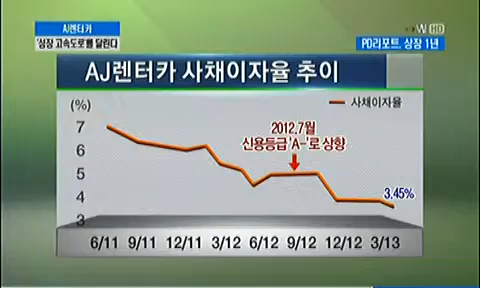 AJ렌터카
'성장 고속도로'를 달린다
W HD
PD리포트. 상장 1년
AJ렌터카 사채이자율 추이
(%)
사채이자율
7
6
5
4
3
2012.7월
신용등급 'A-'로 상향
3.45%
6/11 9/11 12/11 3/12 6/12 9/12 12/12 3/13